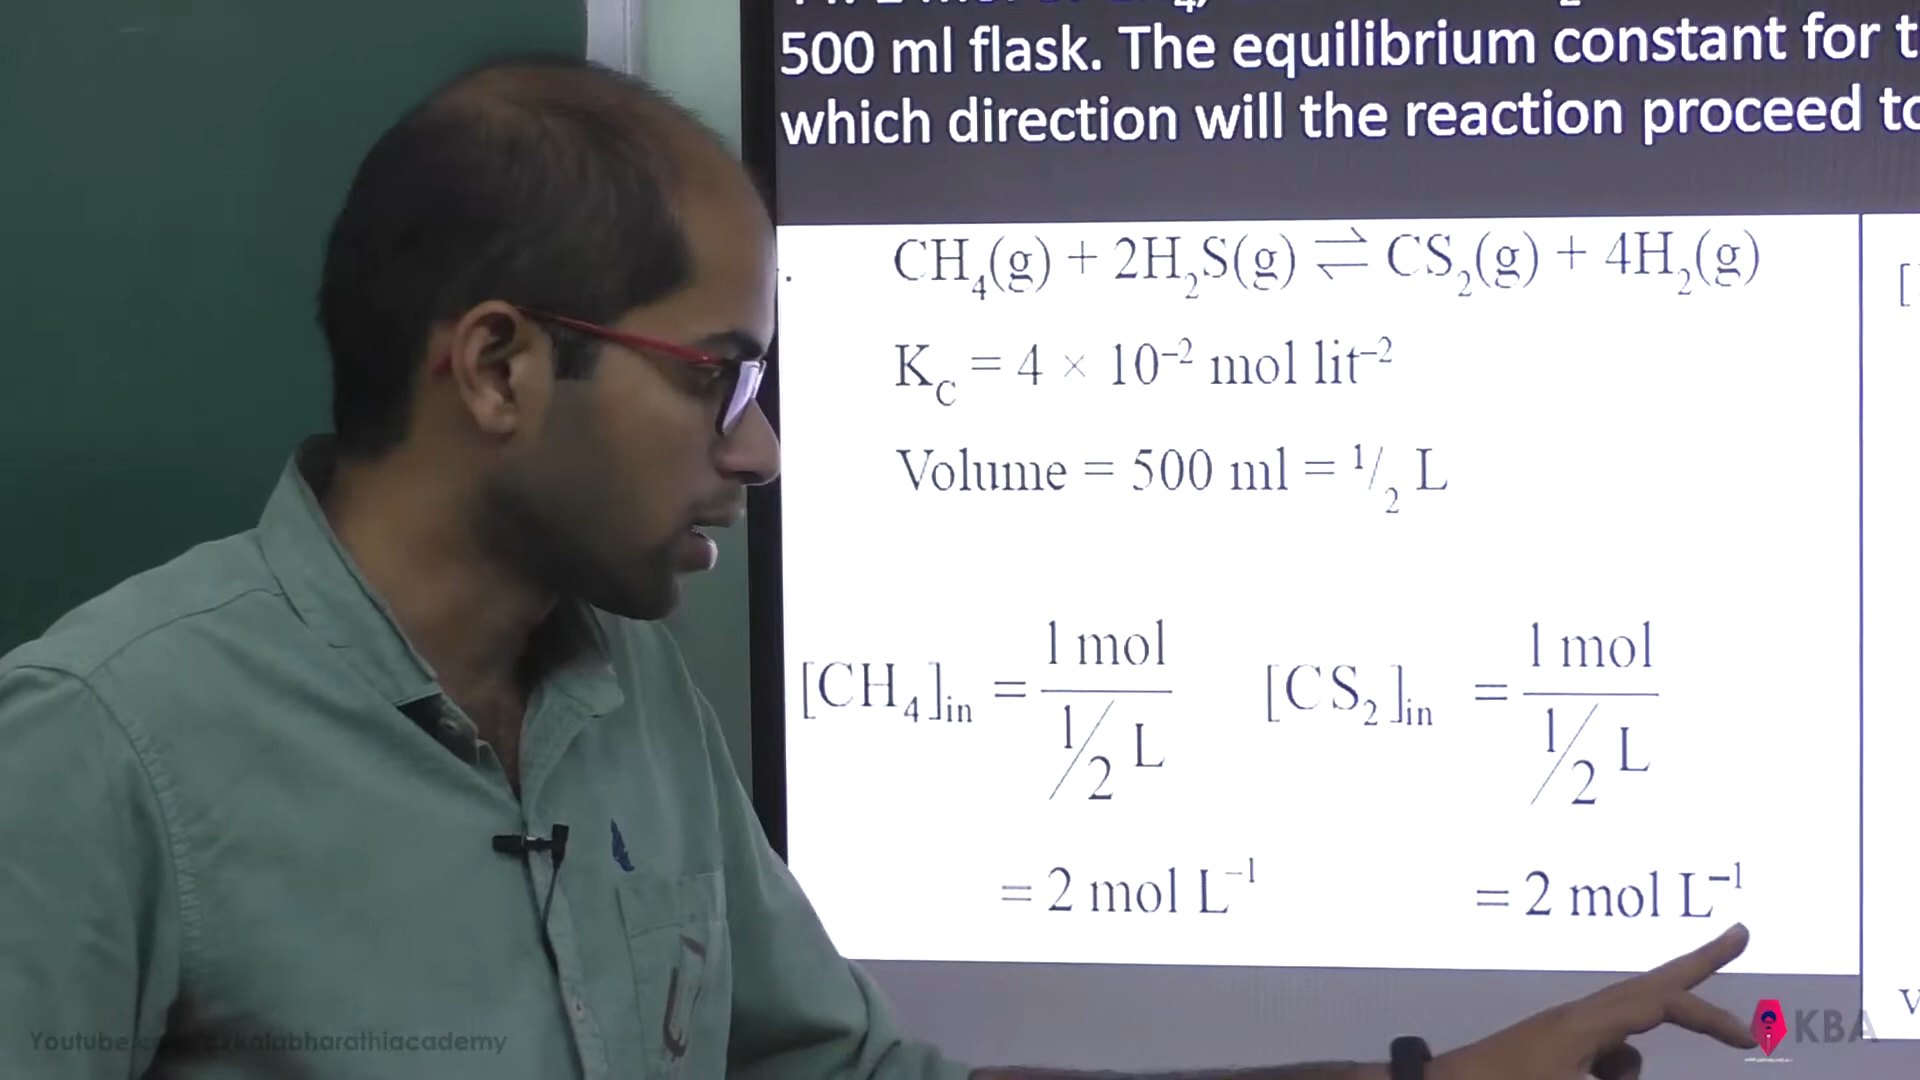 500 ml flask. The equilibrium constant for t
which direction will the reaction proceed to
. CH₄(g) + 2H₂S(g) ⇌ CS₂(g) + 4H₂(g)
K_C = 4 × 10⁻² mol lit⁻²
Volume = 500 ml = ¹/₂ L
[CH₄]in = 1 mol / ½ L [CS₂]in = 1 mol / ½ L
= 2 mol L⁻¹ = 2 mol L⁻¹
[
V
KBA